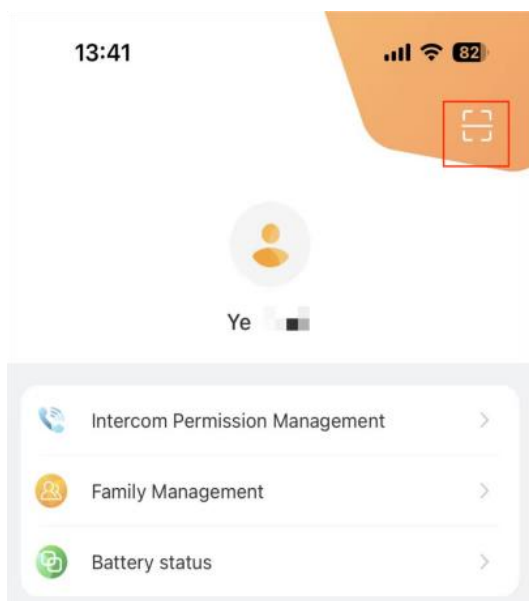 13:41
82
Ye
Intercom Permission Management
Family Management
Battery status